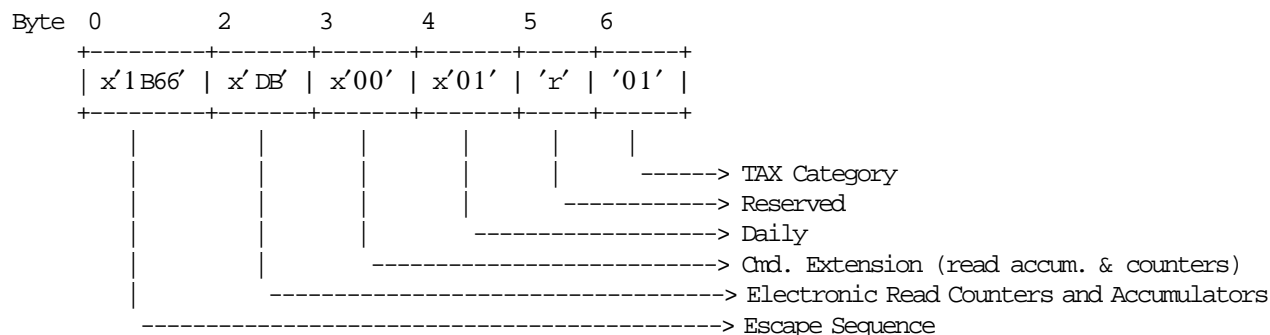 Byte 0 2 3 4 5 6
+---------+-------+-------+-------+-----+------+
| x'1B66' | x'DB' | x'00' | x'01' | 'r' | '01' |
+---------+-------+-------+-------+-----+------+
| | | | | |
| | | | | ------> TAX Category
| | | | ------------> Reserved
| | | -------------------> Daily
| | ---------------------------> Cmd. Extension (read accum. & counters)
| -----------------------------------> Electronic Read Counters and Accumulators
---------------------------------------------> Escape Sequence